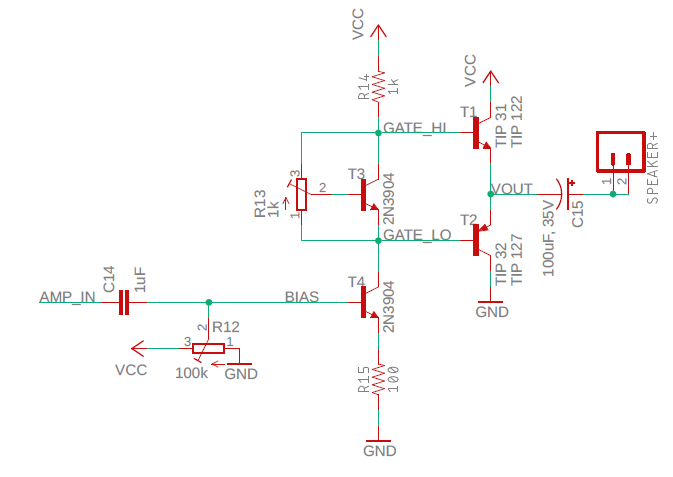 VCC
R14
1k
VCC
T1
TIP 31
TIP 122
GATE_HI
SPEAKER+
1
2
T3
2N3904
3
2
1
R13
1k
VOUT
100uF, 35V
C15
T2
TIP 32
TIP 127
GATE_LO
GND
C14
1uF
AMP_IN
BIAS
T4
2N3904
2
R12
3
1
VCC
100k
GND
R15
100
GND